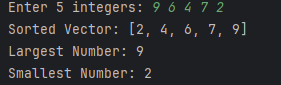 Enter 5 integers: 9 6 4 7 2
Sorted Vector: [2, 4, 6, 7, 9]
Largest Number: 9
Smallest Number: 2